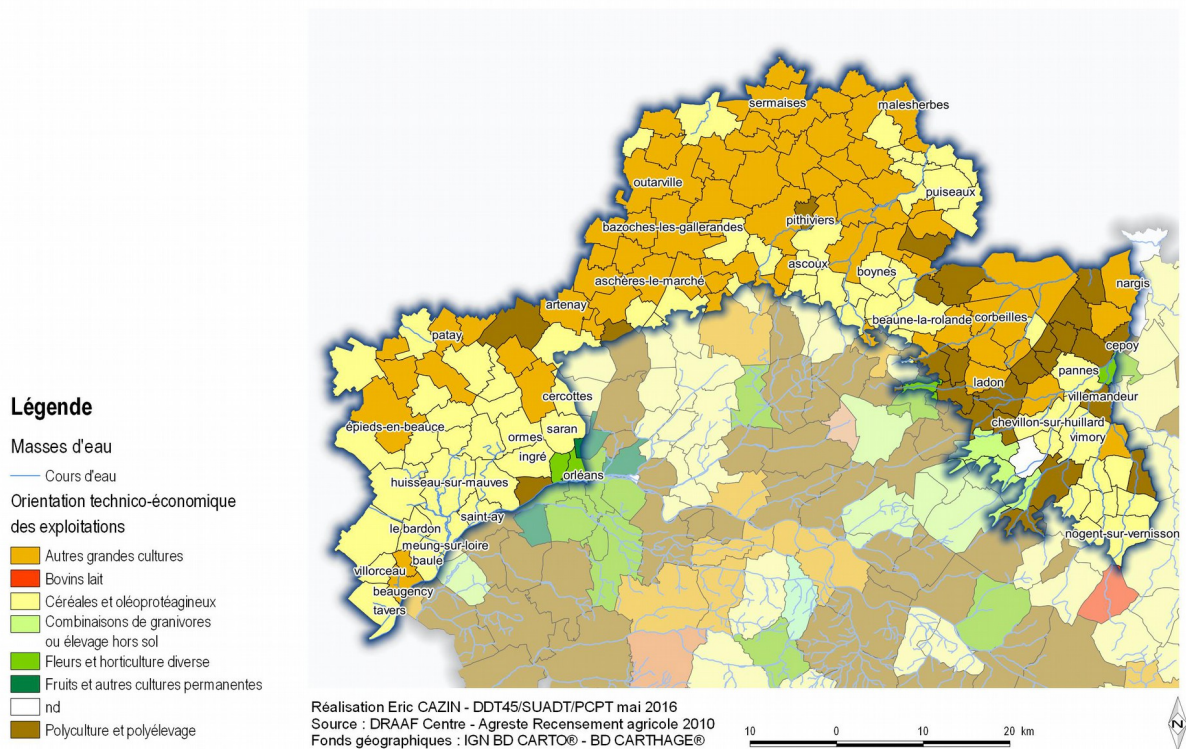 sermaises
malesherbes
outarville
puiseaux
pithiviers
bazoches-les-gallerandes
ascoux
boynes
aschères-le-marché
nargis
artenay
beaune-la-rolande
corbeilles
patay
cepoy
pannes
ladon
villemandeur
cercottes
chevillon-sur-huillard
épieds-en-beauce
saran
ormes
vimory
ingré
orléans
huisseau-sur-mauves
saint-ay
le bardon
nogent-sur-vernisson
meung-sur-loire
baule
villorceau
beaugency
tavers
Légende
Masses d'eau
Cours d'eau
Orientation technico-économique
des exploitations
Autres grandes cultures
Bovins lait
Céréales et oléoprotéagineux
Combinaisons de granivores
ou élevage hors sol
Fleurs et horticulture diverse
Fruits et autres cultures permanentes
nd
Polyculture et polyélevage
Réalisation Eric CAZIN - DDT45/SUADT/PCPT mai 2016
Source : DRAAF Centre - Agreste Recensement agricole 2010
Fonds géographiques : IGN BD CARTO® - BD CARTHAGE®
10 0 10 20 km
N